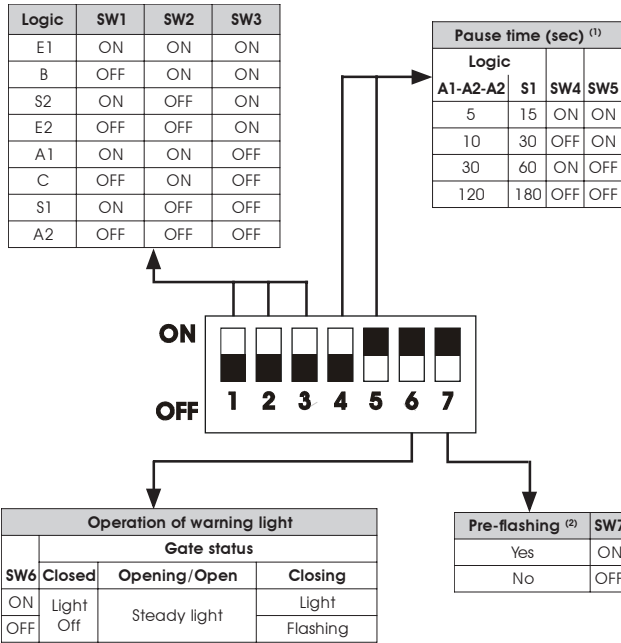 Logic SW1 SW2 SW3
E1 ON ON ON
B OFF ON ON
S2 ON OFF ON
E2 OFF OFF ON
A1 ON ON OFF
C OFF ON OFF
S1 ON OFF OFF
A2 OFF OFF OFF
Pause time (sec) (1)
Logic
A1-A2-A2 S1 SW4 SW5
5 15 ON ON
10 30 OFF ON
30 60 ON OFF
120 180 OFF OFF
ON
OFF
1 2 3 4 5 6 7
Operation of warning light
Gate status
SW6 Closed Opening/Open Closing
ON Light Off Steady light Light
OFF Flashing
Pre-flashing (2) SW7
Yes ON
No OFF